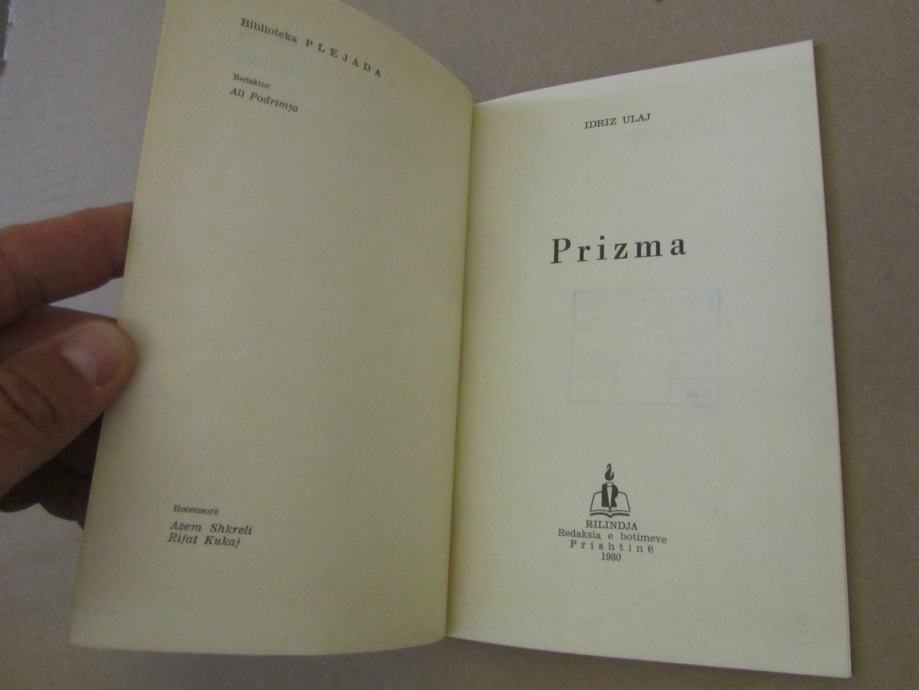 Biblioteka PLEJADA
Redaktor
Ali Podrimja
Recensorë
Azem Shkreli
Rifat Kukaj
IDRIZ ULAJ
Prizma
RILINDJA
Redaksia e botimeve
Prishtinë
1980